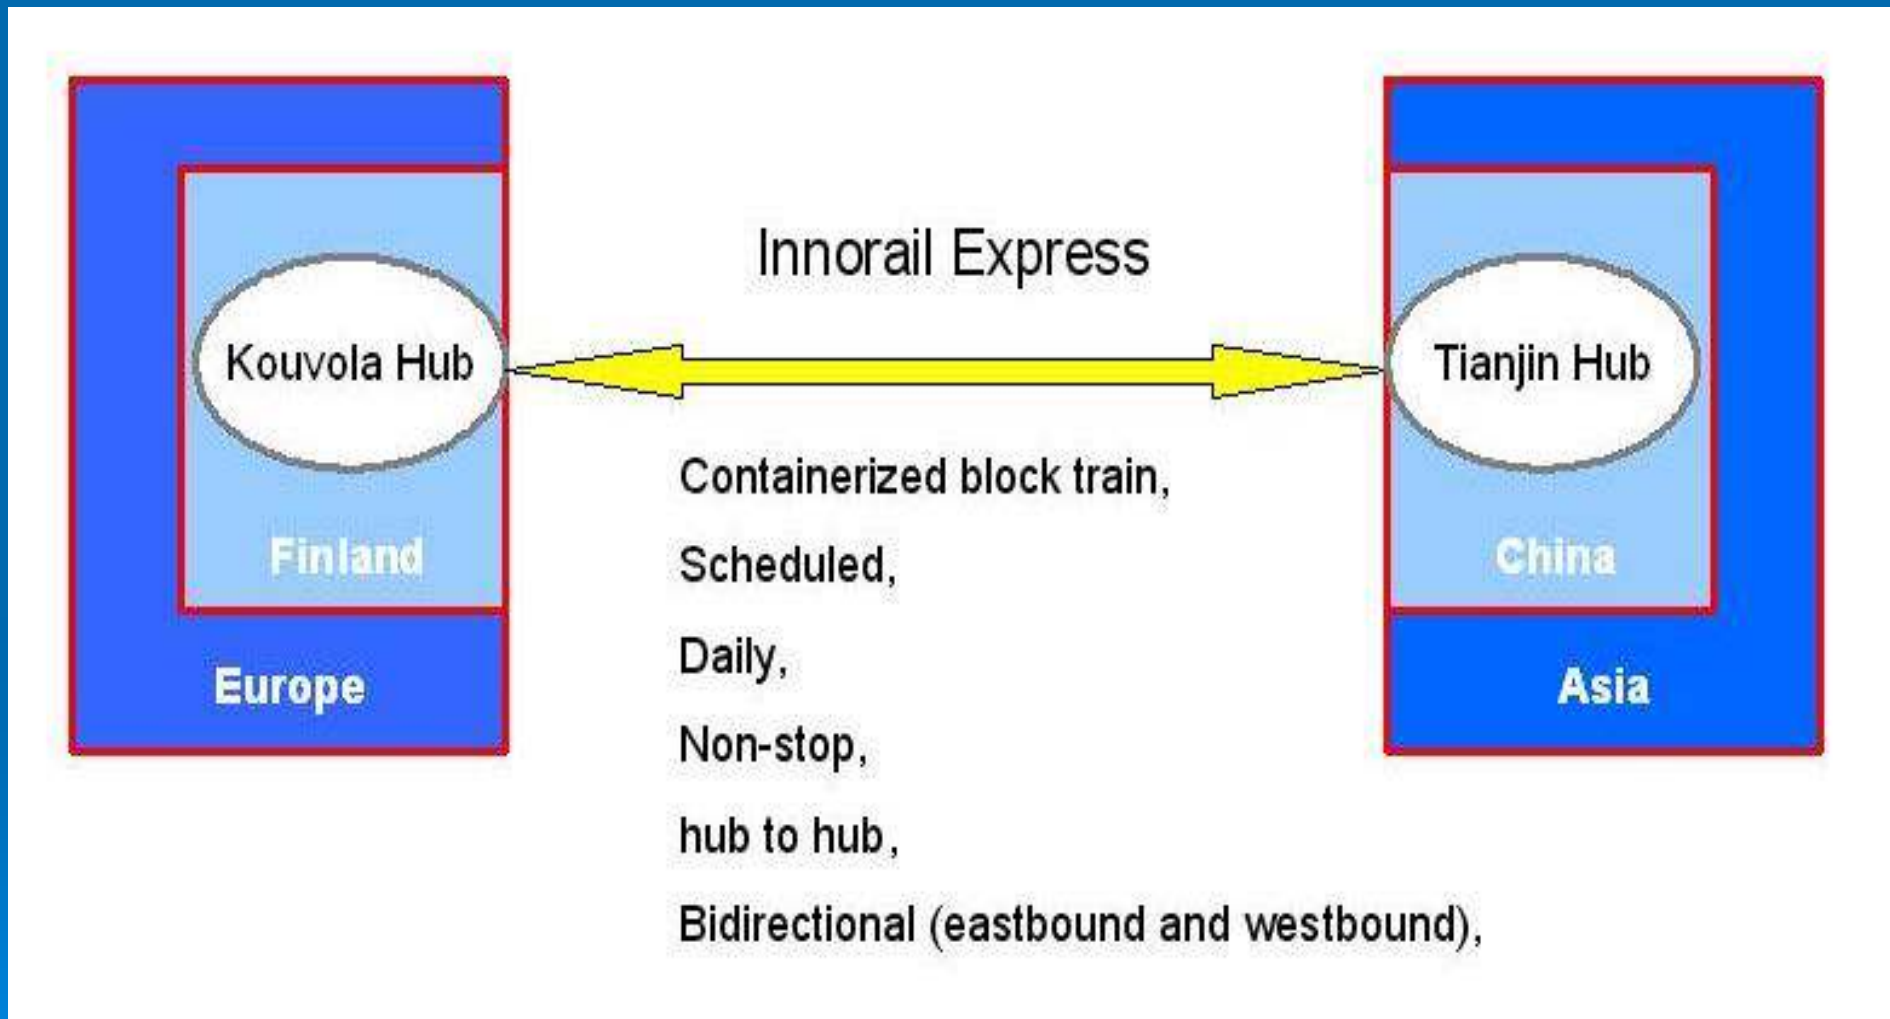 Innorail Express
Kouvola Hub
Tianjin Hub
Containerized block train,
Finland
China
Scheduled,
Daily,
Europe
Asia
Non-stop,
hub to hub,
Bidirectional (eastbound and westbound),